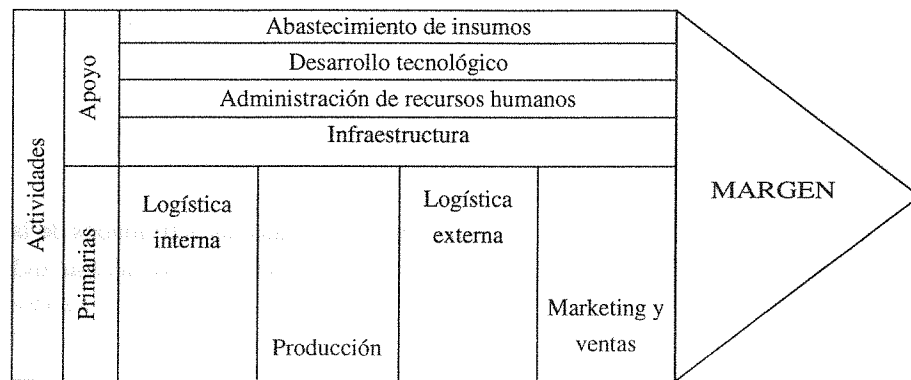 Actividades
Apoyo
Abastecimiento de insumos
Desarrollo tecnológico
Administración de recursos humanos
Infraestructura
Primarias
Logística
interna
Producción
Logística
externa
Marketing y
ventas
MARGEN